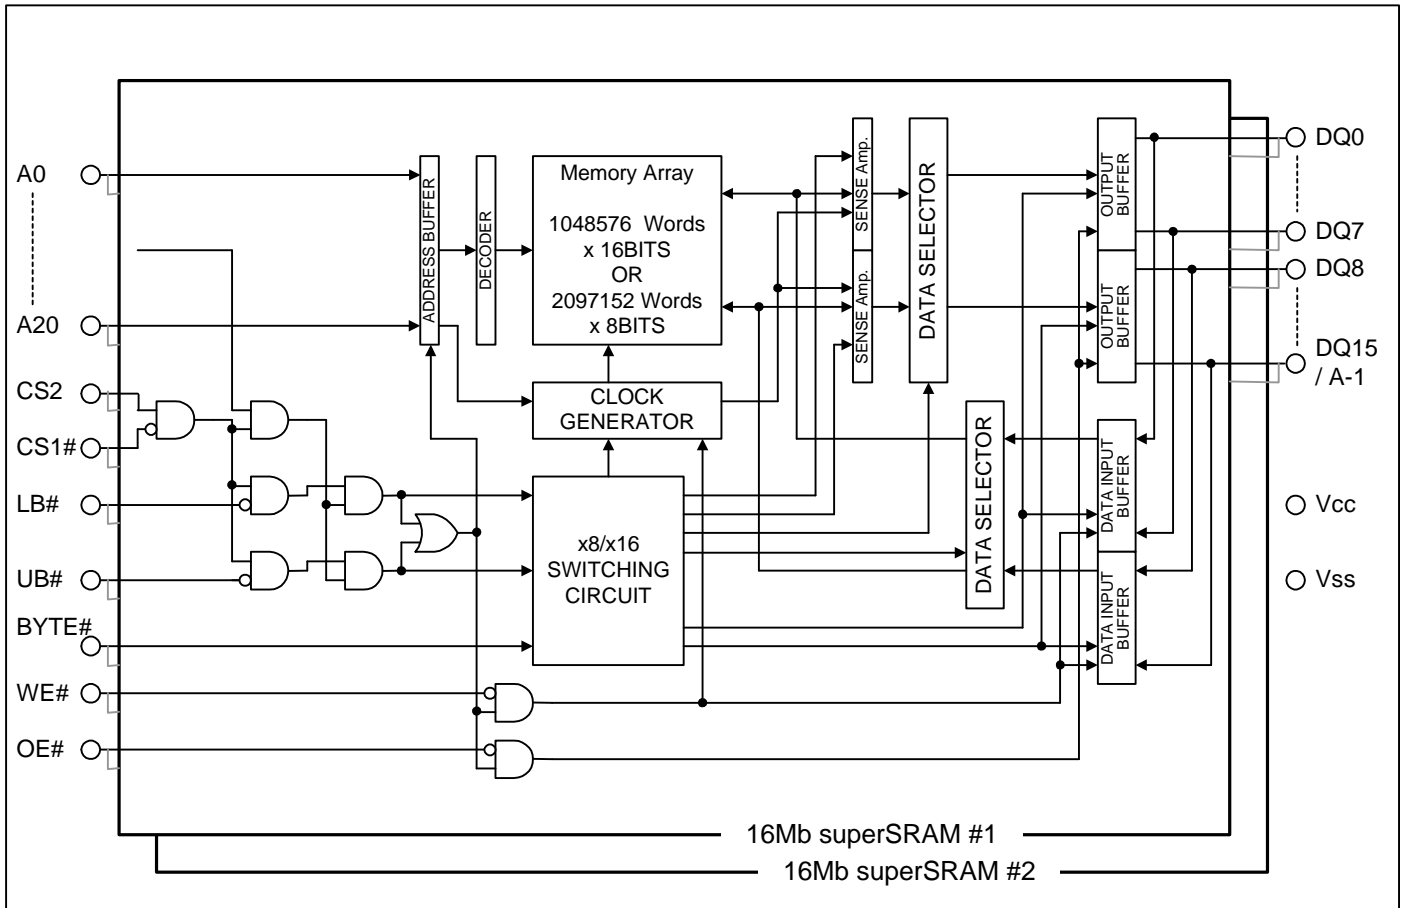 A0
A20
CS2
CS1#
LB#
UB#
BYTE#
WE#
OE#
ADDRESS BUFFER
DECODER
Memory Array
1048576 Words
x 16BITS
OR
2097152 Words
x 8BITS
CLOCK
GENERATOR
x8/x16
SWITCHING
CIRCUIT
SENSE Amp.
SENSE Amp.
DATA SELECTOR
DATA SELECTOR
OUTPUT
BUFFER
OUTPUT
BUFFER
DATA INPUT
BUFFER
DATA INPUT
BUFFER
DQ0
DQ7
DQ8
DQ15
/ A-1
Vcc
Vss
16Mb superSRAM #1
16Mb superSRAM #2